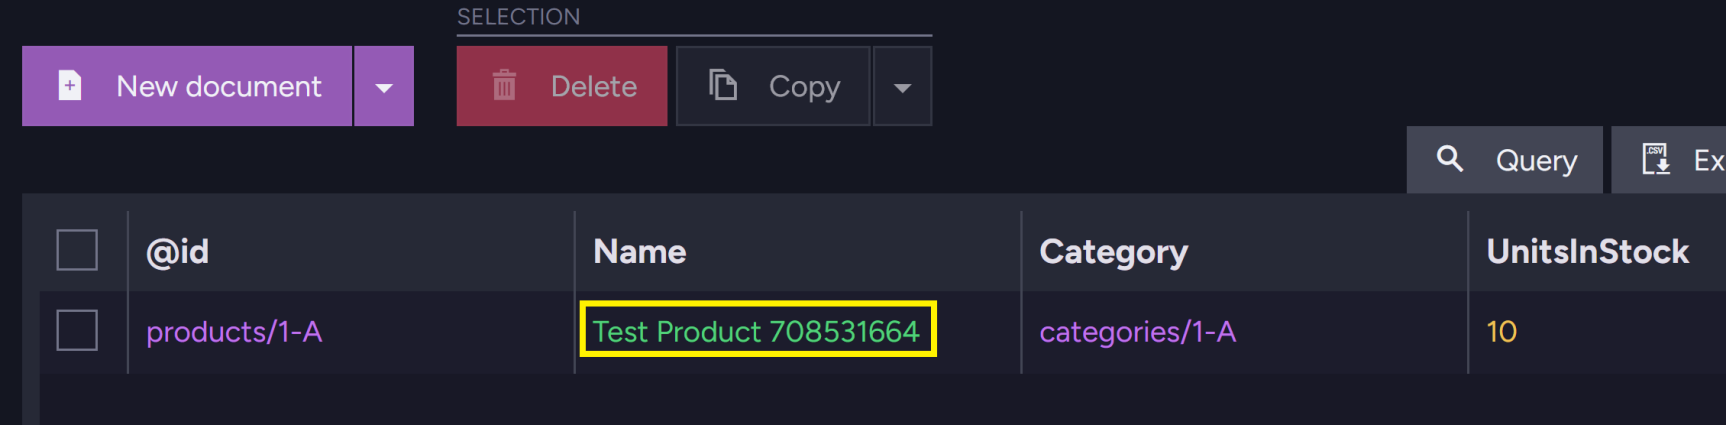 SELECTION
New document
Delete
Copy
Query
.CSV
Ex
@id
Name
Category
UnitsInStock
products/1-A
Test Product 708531664
categories/1-A
10